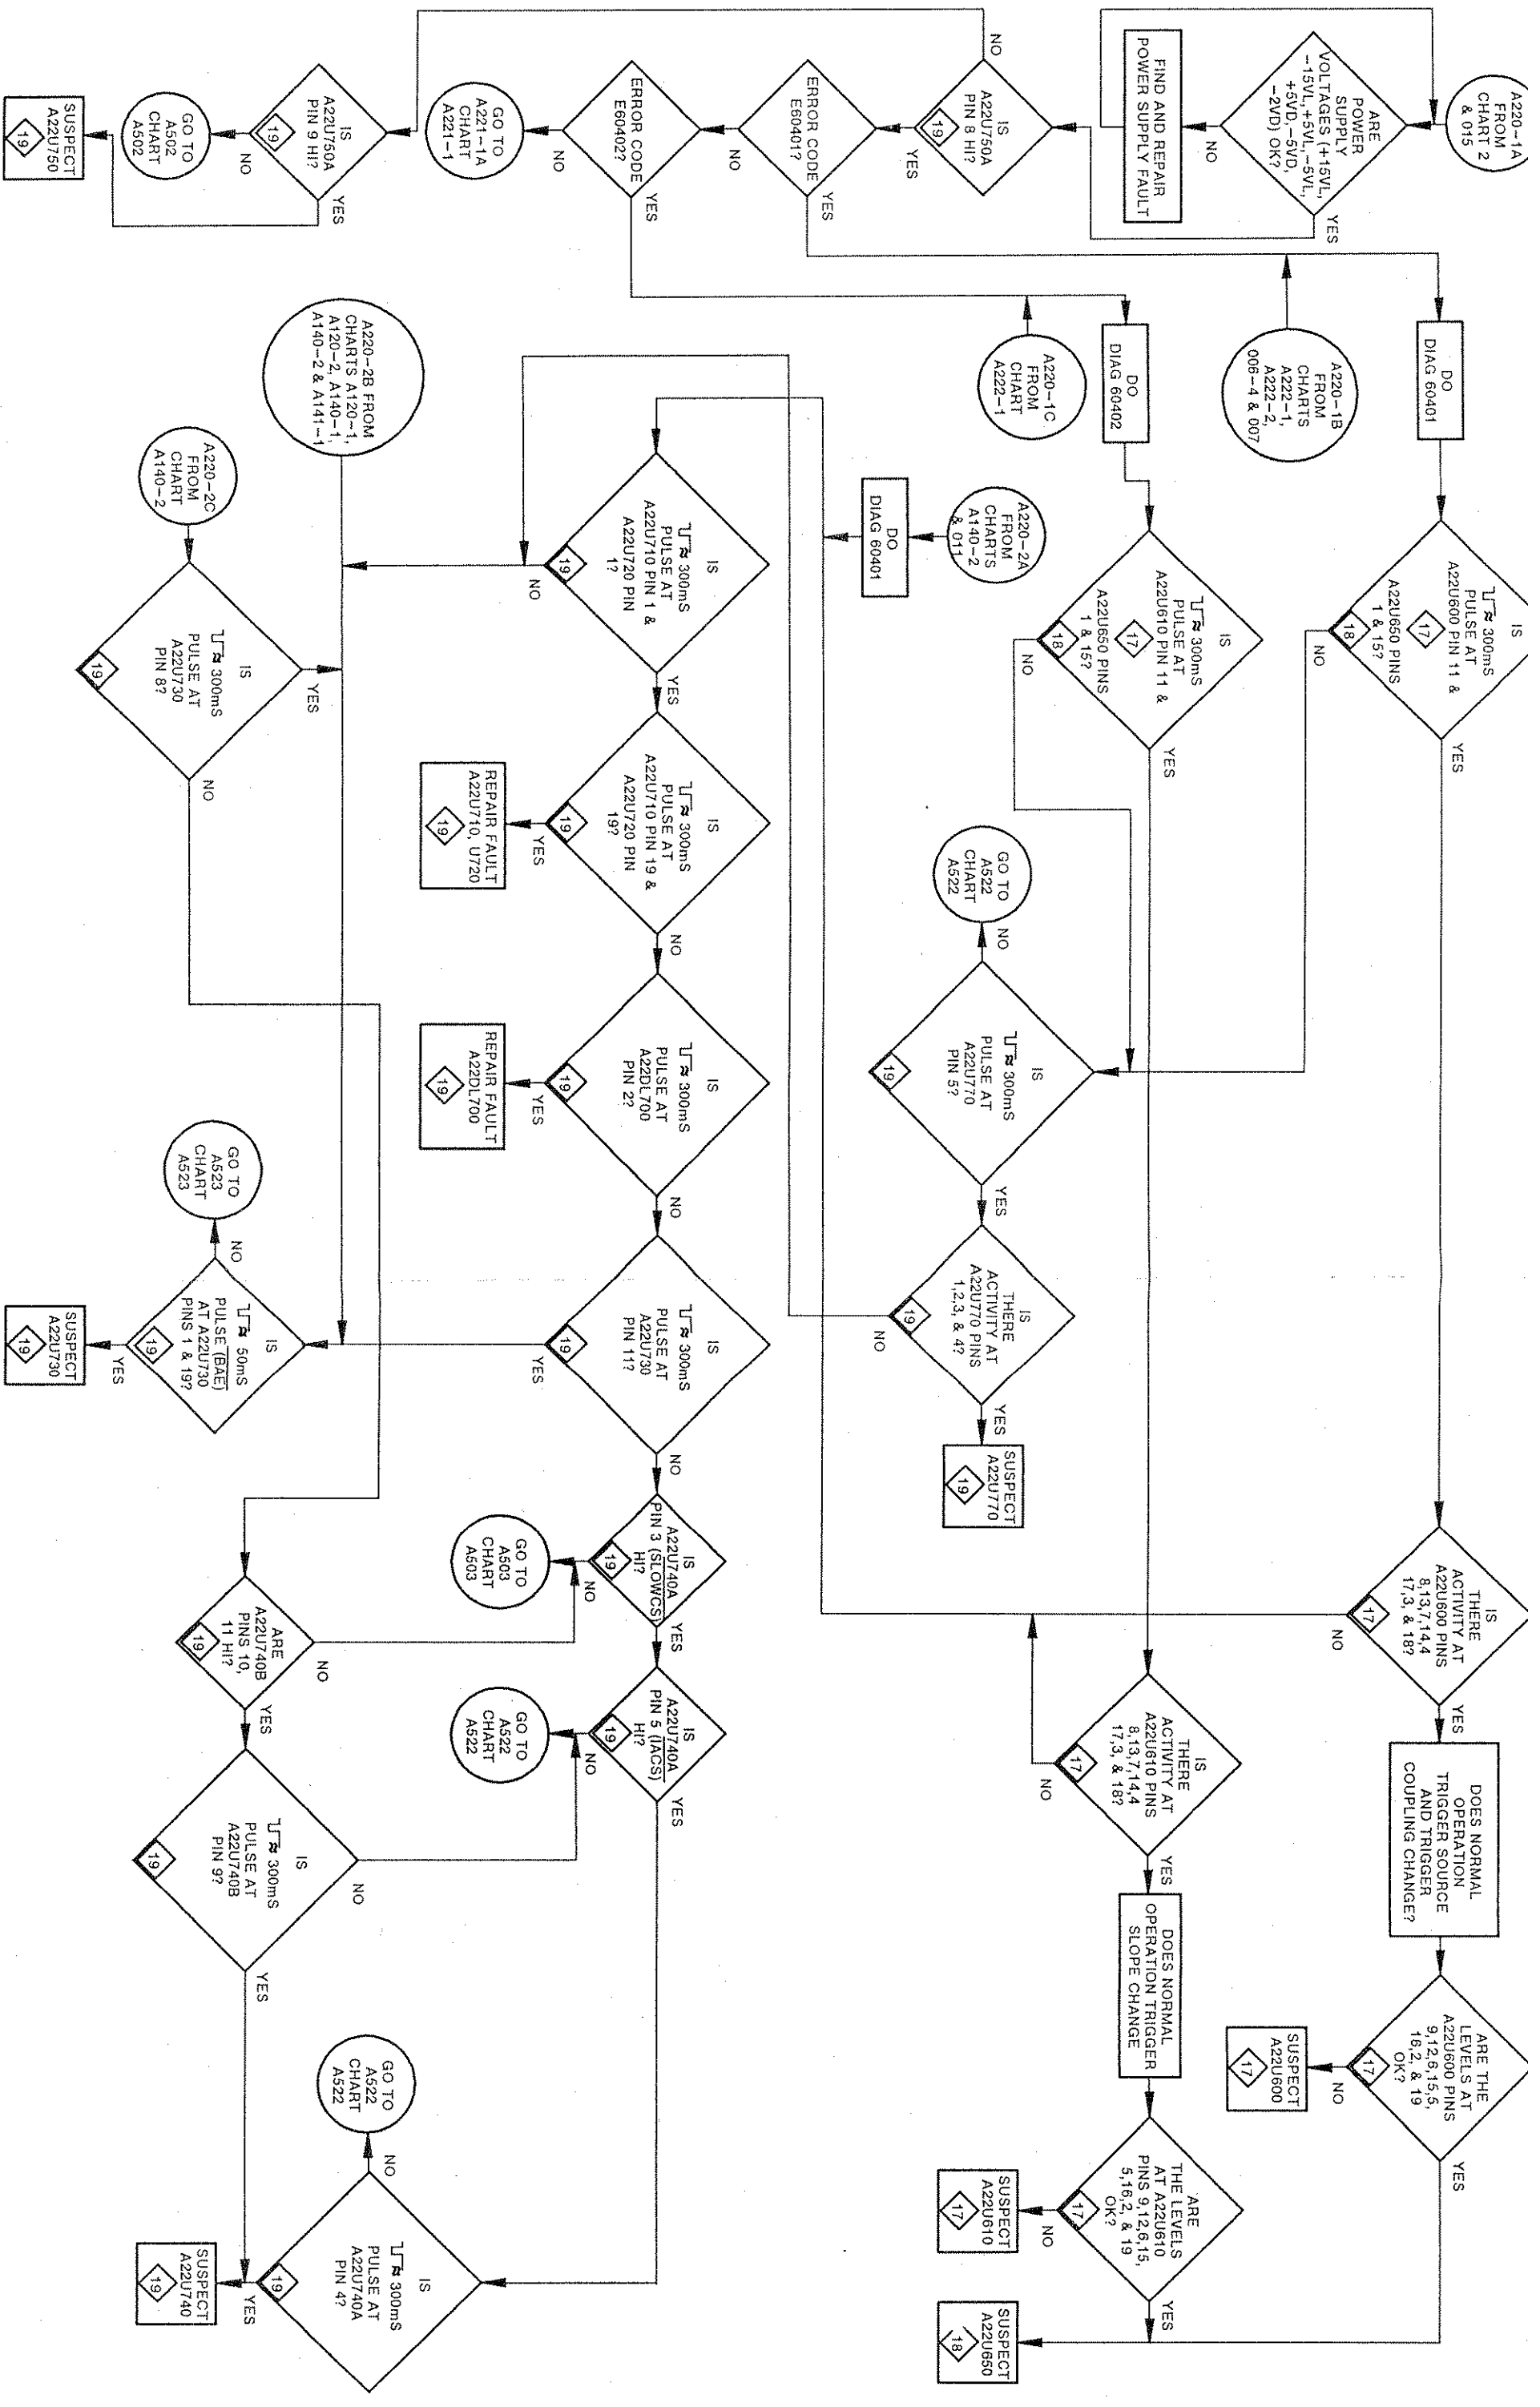 A220-1A
FROM
CHART 2
& 015
ARE
POWER
SUPPLY
VOLTAGES (+15VL,
-15VL,+5VL,-5VL,
+5VD,-5VD,
-2VD) OK?
YES
NO
FIND AND REPAIR
POWER SUPPLY FAULT
IS
A22U750A
PIN 8 HI?
19
NO
YES
ERROR CODE
E60401?
YES
NO
ERROR CODE
E60402?
YES
NO
GO TO
A221-1A
CHART
A221-1
IS
A22U750A
PIN 9 HI?
19
YES
NO
GO TO
A502
CHART
A502
SUSPECT
A22U750
19
DO
DIAG 60401
A220-1B
FROM
CHARTS
A222-1,
A222-2,
006-4 & 007
DO
DIAG 60402
A220-1C
FROM
CHART
A222-1
A220-2B FROM
CHARTS A120-1,
A120-2, A140-1,
A140-2 & A141-1
A220-2C
FROM
CHART
A140-2
IS
≈ 300mS
PULSE AT
A22U600 PIN 11 &
17
A22U650 PINS
1 & 15?
18
YES
NO
IS
≈ 300mS
PULSE AT
A22U610 PIN 11 &
17
A22U650 PINS
1 & 15?
18
YES
NO
A220-2A
FROM
CHARTS
A140-2
& 011
DO
DIAG 60401
IS
≈ 300mS
PULSE AT
A22U710 PIN 1 &
A22U720 PIN
1?
19
YES
NO
IS
≈ 300mS
PULSE AT
A22U730
PIN 8?
19
YES
NO
IS
≈ 300mS
PULSE AT
A22U710 PIN 19 &
A22U720 PIN
19?
19
NO
YES
REPAIR FAULT
A22U710, U720
19
GO TO
A522
CHART
A522
NO
IS
≈ 300mS
PULSE AT
A22U770
PIN 5?
19
YES
IS
≈ 300mS
PULSE AT
A22DL700
PIN 2?
19
NO
YES
REPAIR FAULT
A22DL700
19
IS
THERE
ACTIVITY AT
A22U770 PINS
1,2,3, & 4?
19
YES
NO
SUSPECT
A22U770
19
IS
≈ 300mS
PULSE AT
A22U730
PIN 11?
19
NO
YES
GO TO
A523
CHART
A523
NO
IS
≈ 50mS
PULSE (BAE)
AT A22U730
PINS 1 & 19?
19
YES
SUSPECT
A22U730
19
IS
A22U740A
PIN 3 (SLOWCS)
HI?
19
YES
NO
GO TO
A503
CHART
A503
IS
A22U740A
PIN 5 (IACS)
HI?
19
YES
NO
GO TO
A522
CHART
A522
ARE
A22U740B
PINS 10,
11 HI?
19
NO
YES
IS
≈ 300mS
PULSE AT
A22U740B
PIN 9?
19
NO
YES
IS
THERE
ACTIVITY AT
A22U600 PINS
8,13,7,14,4
17,3, & 18?
17
YES
NO
DOES NORMAL
OPERATION
TRIGGER SOURCE
AND TRIGGER
COUPLING CHANGE?
ARE THE
LEVELS AT
A22U600 PINS
9,12,6,15,5,
16,2, & 19
OK?
17
YES
NO
SUSPECT
A22U600
17
IS
THERE
ACTIVITY AT
A22U610 PINS
8,13,7,14,4
17,3, & 18?
17
YES
NO
DOES NORMAL
OPERATION TRIGGER
SLOPE CHANGE
ARE
THE LEVELS
AT A22U610
PINS 9,12,6,15,
5,16,2, & 19
OK?
17
YES
NO
SUSPECT
A22U610
17
SUSPECT
A22U650
18
GO TO
A522
CHART
A522
NO
IS
≈ 300mS
PULSE AT
A22U740A
PIN 4?
19
YES
SUSPECT
A22U740
19